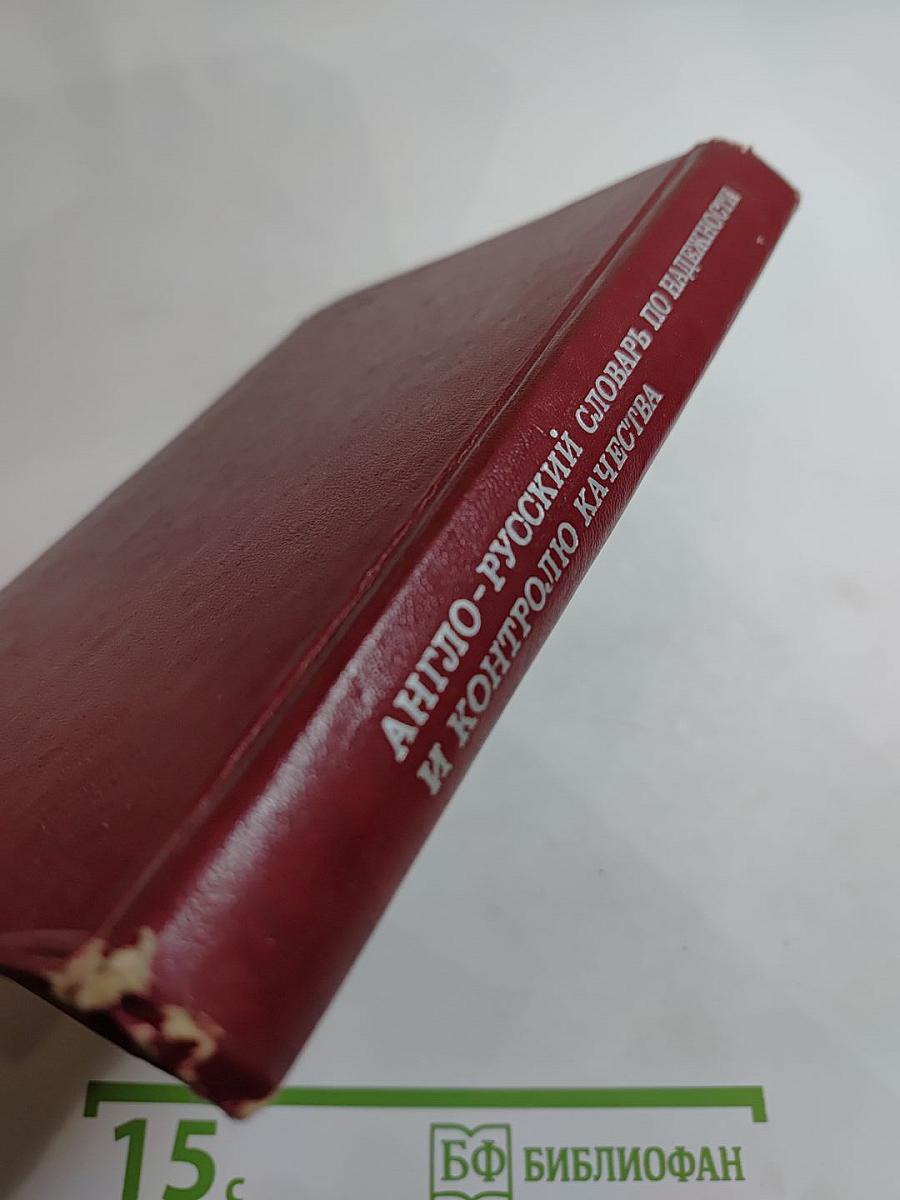 АНГЛО-РУССКИЙ СЛОВАРЬ ПО НАДЕЖНОСТИ
И КОНТРОЛЮ КАЧЕСТВА
15 с
БФ БИБЛИОФАН